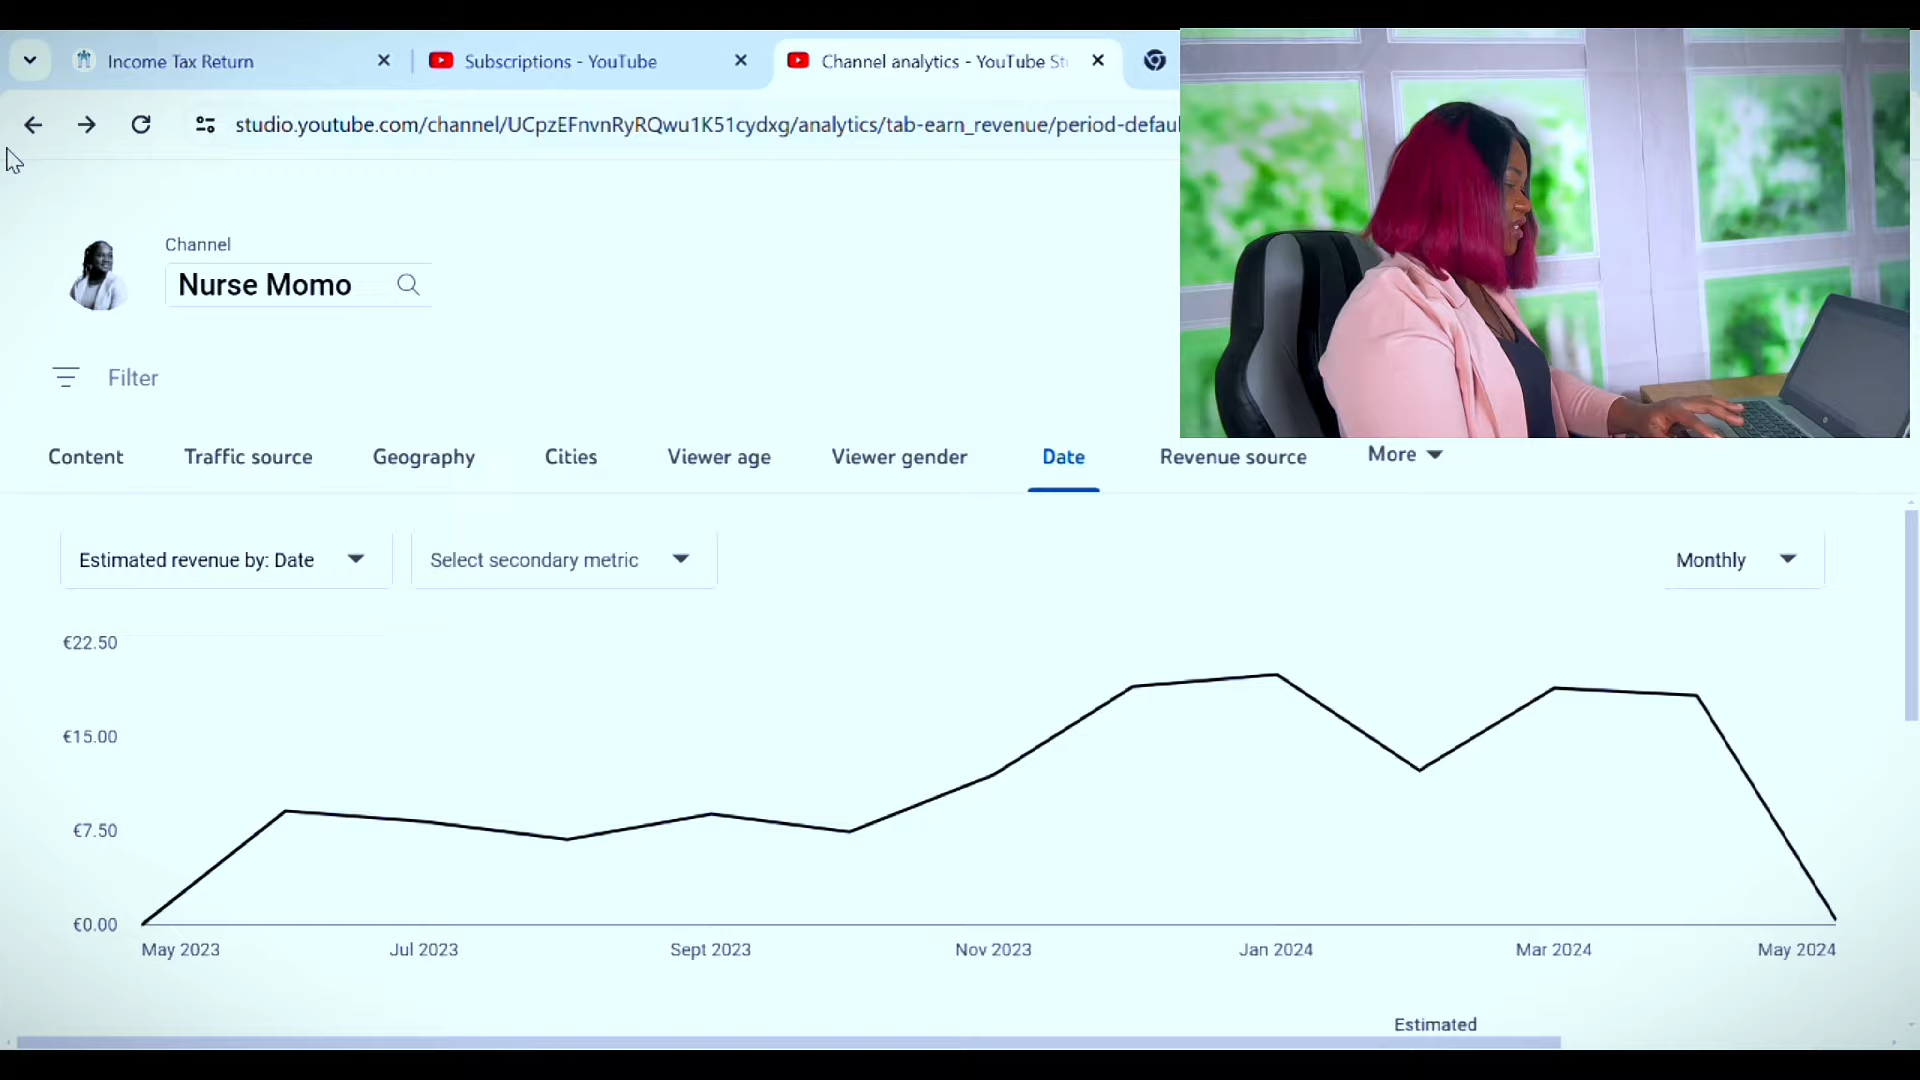 Income Tax Return
Subscriptions - YouTube
Channel analytics - YouTube St
studio.youtube.com/channel/UCpzEFnvnRyRQwu1K51cydxg/analytics/tab-earn_revenue/period-defaul
Channel
Nurse Momo
Filter
Content Traffic source Geography Cities Viewer age Viewer gender Date Revenue source More
Estimated revenue by: Date Select secondary metric Monthly
€22.50
€15.00
€7.50
€0.00
May 2023 Jul 2023 Sept 2023 Nov 2023 Jan 2024 Mar 2024 May 2024
Estimated